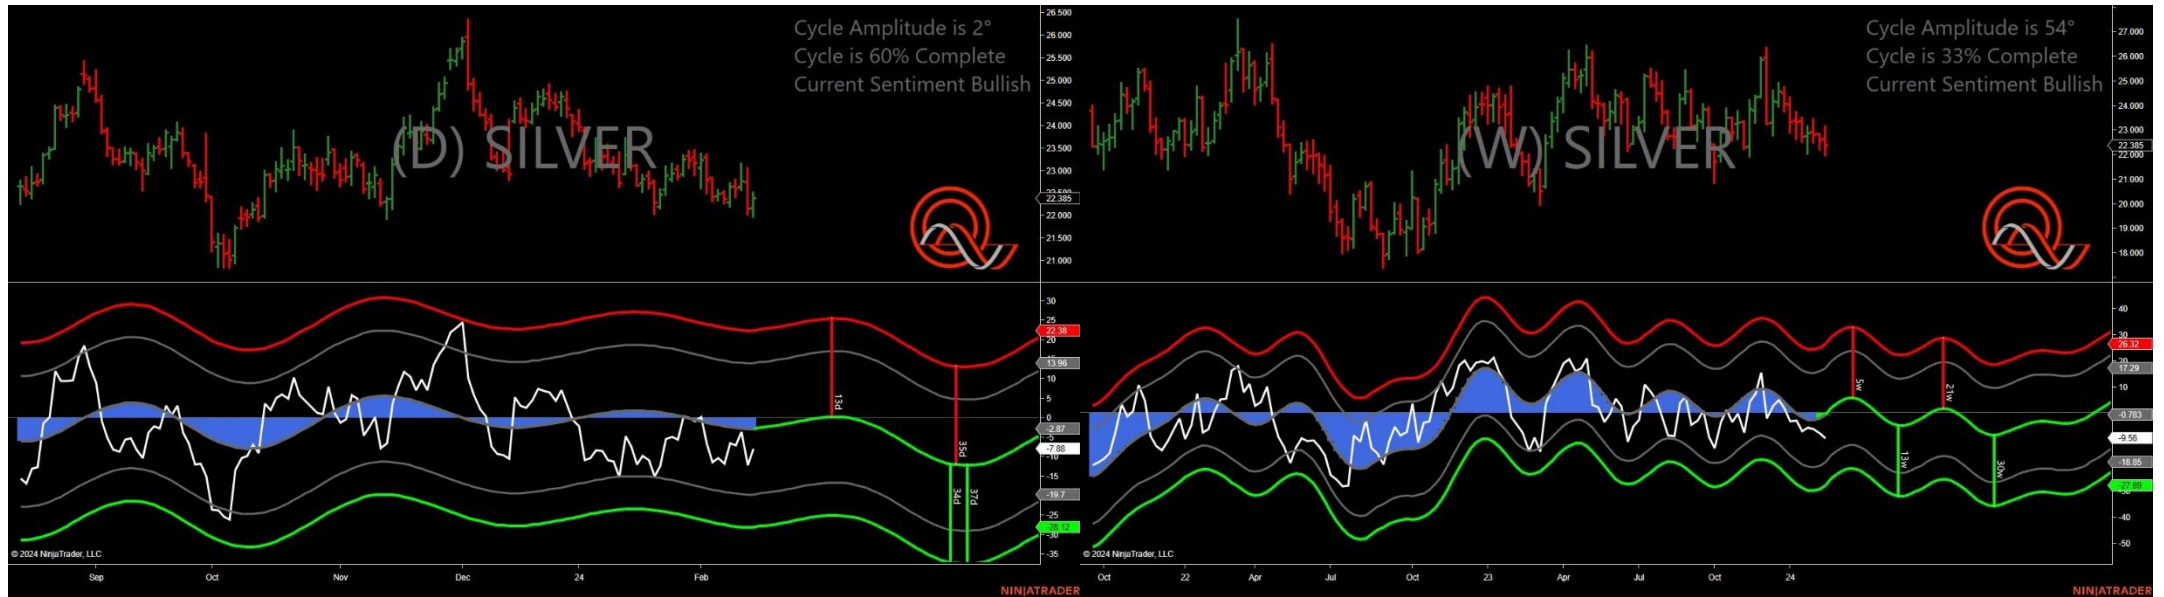 Cycle Amplitude is 2°
Cycle is 60% Complete
Current Sentiment Bullish
(D) SILVER
26.500
26.000
25.500
25.000
24.500
24.000
23.500
23.000
22.385
22.000
21.500
21.000
30
25
22.38
20
13.96
10
5
0
-2.87
-5
-7.88
-10
-15
-19.7
-25
-28.12
-30
-35
13d
35d
34d
37d
© 2024 NinjaTrader, LLC
Sep
Oct
Nov
Dec
24
Feb
NINJATRADER
Cycle Amplitude is 54°
Cycle is 33% Complete
Current Sentiment Bullish
(W) SILVER
27.000
26.000
25.000
24.000
23.000
22.385
22.000
21.000
20.000
19.000
18.000
40
30
26.32
20
17.29
10
-0.783
-9.56
-18.85
-27.89
-40
-50
5w
21w
13w
30w
© 2024 NinjaTrader, LLC
Oct
22
Apr
Jul
Oct
23
Apr
Jul
Oct
24
NINJATRADER